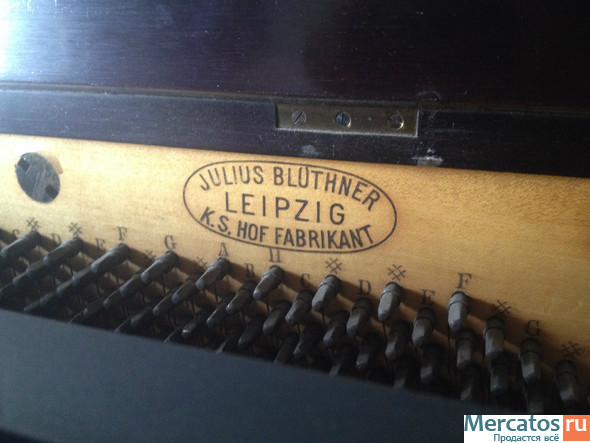 JULIUS BLÜTHNER
LEIPZIG
K.S. HOF FABRIKANT
F
G
A
H
B
C
D
E
F
G
Mercatos.ru
Продастся всё